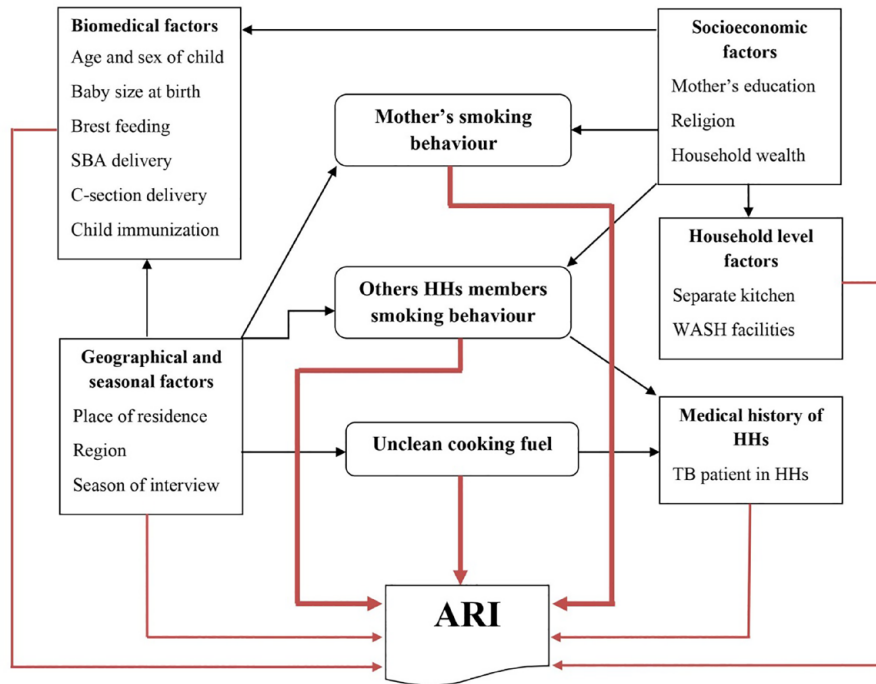 Biomedical factors
Age and sex of child
Baby size at birth
Brest feeding
SBA delivery
C-section delivery
Child immunization
Socioeconomic
factors
Mother's education
Religion
Household wealth
Mother's smoking
behaviour
Household level
factors
Separate kitchen
WASH facilities
Others HHs members
smoking behaviour
Geographical and
seasonal factors
Place of residence
Region
Season of interview
Unclean cooking fuel
Medical history of
HHs
TB patient in HHs
ARI